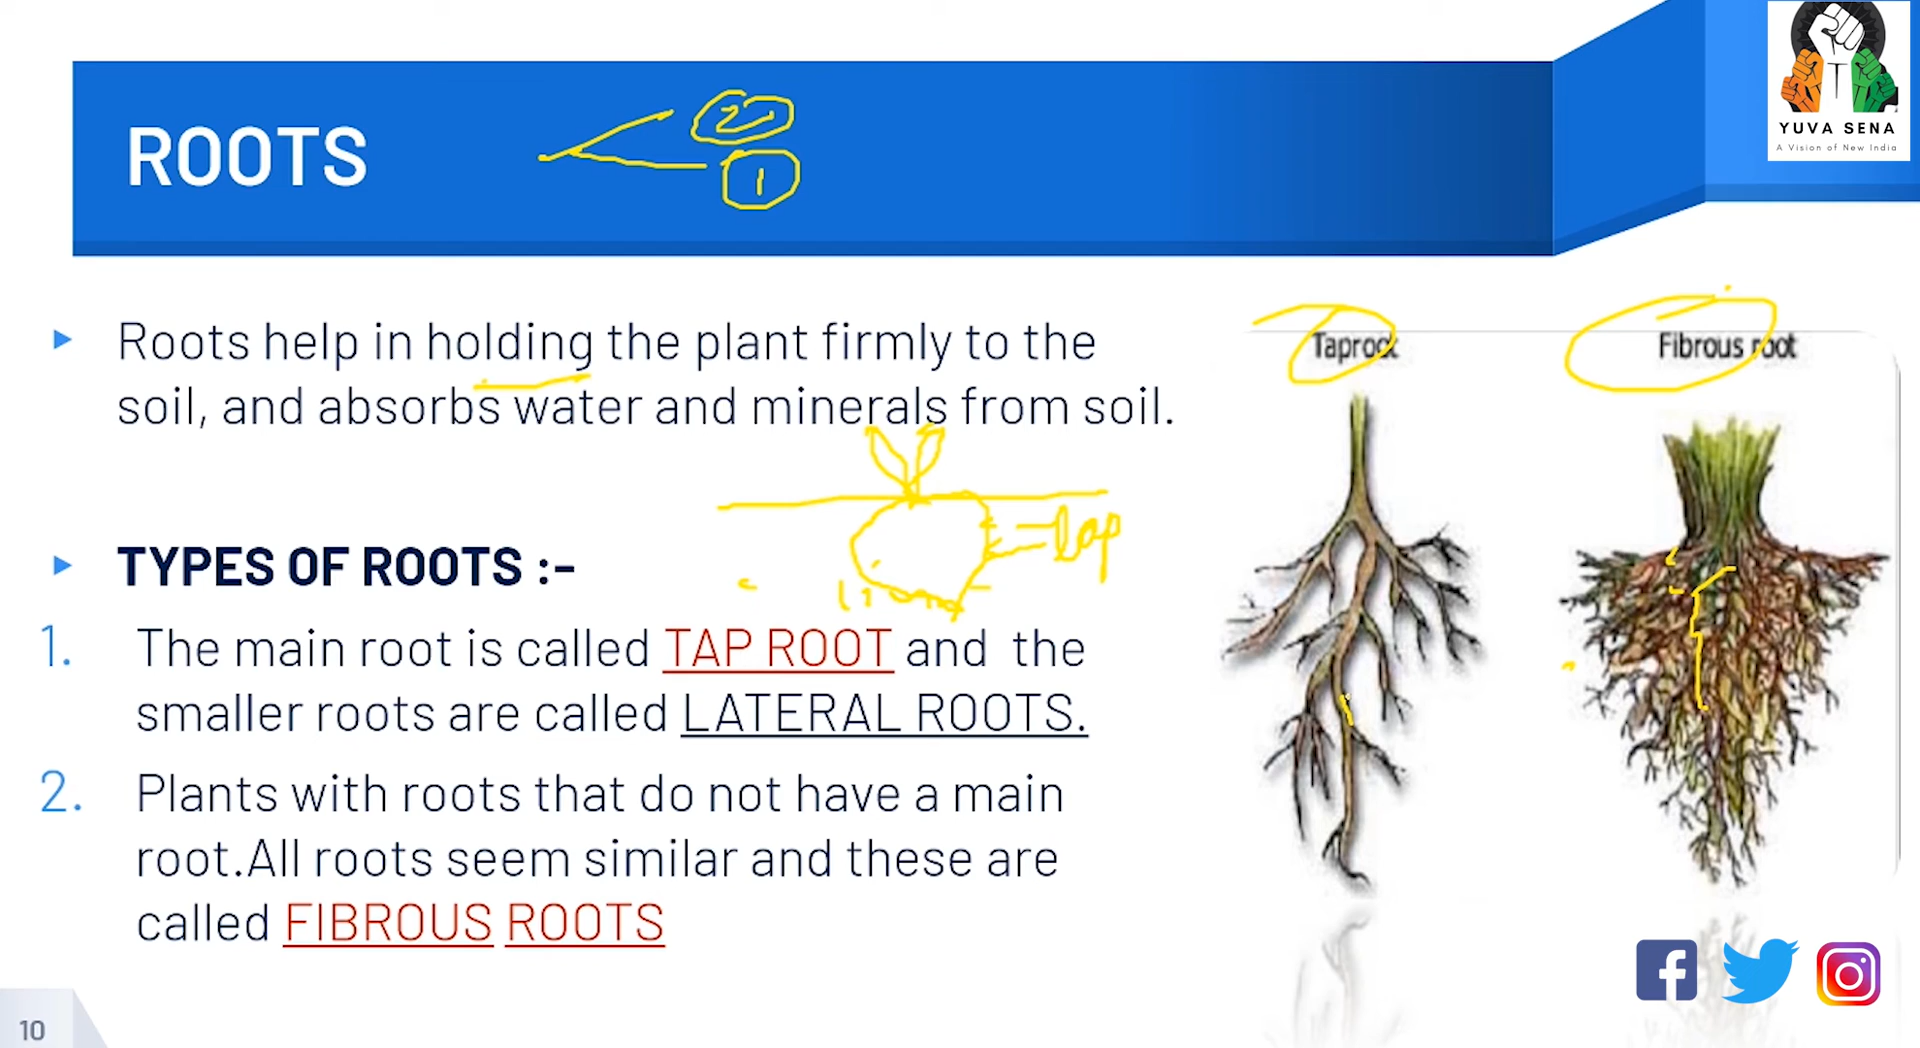 YUVA SENA
A Vision of New India
ROOTS
2
1
Roots help in holding the plant firmly to the
soil, and absorbs water and minerals from soil.
Taproot
Fibrous root
TYPES OF ROOTS :-
1. The main root is called TAP ROOT and the
smaller roots are called LATERAL ROOTS.
2. Plants with roots that do not have a main
root.All roots seem similar and these are
called FIBROUS ROOTS
10